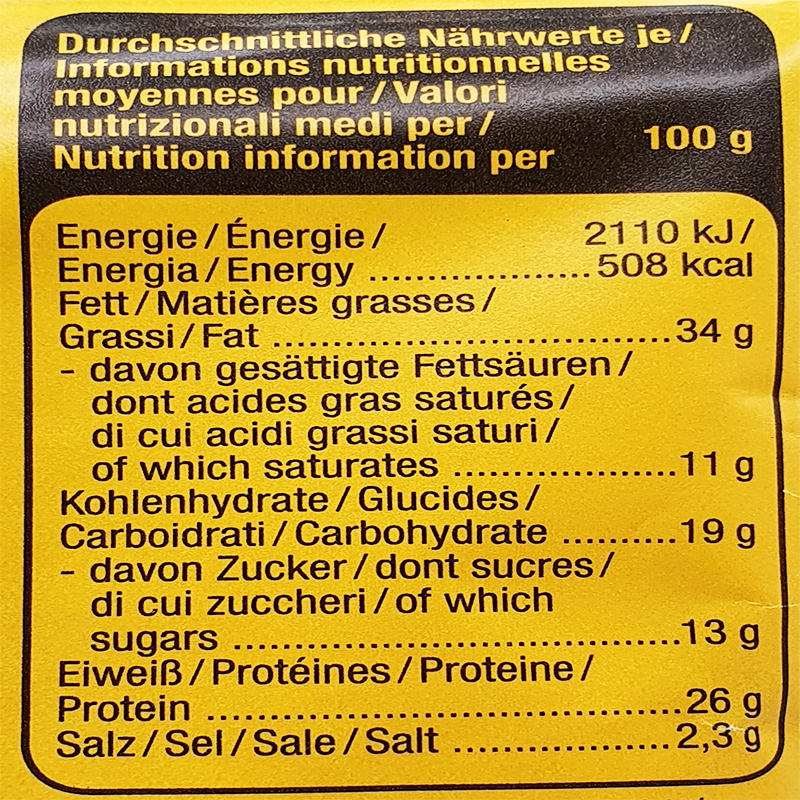 Durchschnittliche Nährwerte je /
Informations nutritionnelles
moyennes pour / Valori
nutrizionali medi per /
Nutrition information per 100 g
Energie / Énergie / 2110 kJ /
Energia / Energy ................... 508 kcal
Fett / Matières grasses /
Grassi / Fat .................................. 34 g
- davon gesättigte Fettsäuren /
dont acides gras saturés /
di cui acidi grassi saturi /
of which saturates ................... 11 g
Kohlenhydrate / Glucides /
Carboidrati / Carbohydrate .......... 19 g
- davon Zucker / dont sucres /
di cui zuccheri / of which
sugars ...................................... 13 g
Eiweiß / Protéines / Proteine /
Protein ........................................ 26 g
Salz / Sel / Sale / Salt .................. 2,3 g